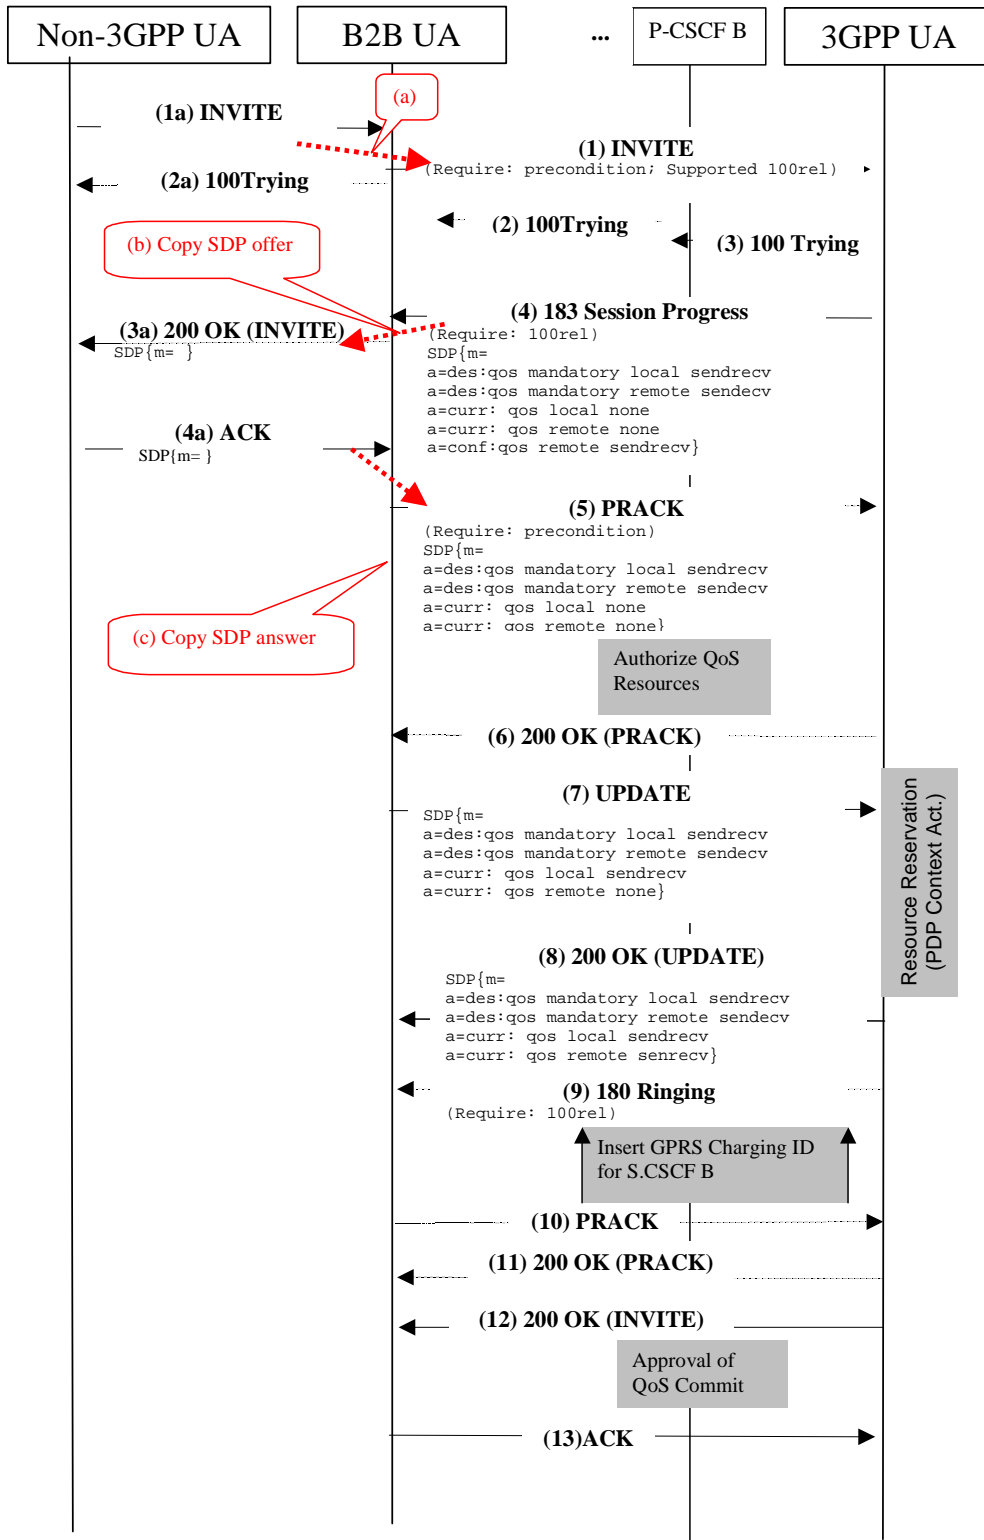 Non-3GPP UA
B2B UA
...
P-CSCF B
3GPP UA
(a)
(1a) INVITE
(1) INVITE
(Require: precondition; Supported 100rel)
(2a) 100Trying
(2) 100Trying
(3) 100 Trying
(b) Copy SDP offer
(4) 183 Session Progress
(3a) 200 OK (INVITE)
SDP{m= }
(Require: 100rel)
SDP{m=
a=des:qos mandatory local sendrecv
a=des:qos mandatory remote sendecv
a=curr: qos local none
a=curr: qos remote none
a=conf:qos remote sendrecv}
(4a) ACK
SDP{m= }
(5) PRACK
(Require: precondition)
SDP{m=
a=des:qos mandatory local sendrecv
a=des:qos mandatory remote sendecv
a=curr: qos local none
a=curr: qos remote none}
(c) Copy SDP answer
Authorize QoS
Resources
(6) 200 OK (PRACK)
(7) UPDATE
SDP{m=
a=des:qos mandatory local sendrecv
a=des:qos mandatory remote sendecv
a=curr: qos local sendrecv
a=curr: qos remote none}
Resource Reservation
(PDP Context Act.)
(8) 200 OK (UPDATE)
SDP{m=
a=des:qos mandatory local sendrecv
a=des:qos mandatory remote sendecv
a=curr: qos local sendrecv
a=curr: qos remote senrecv}
(9) 180 Ringing
(Require: 100rel)
Insert GPRS Charging ID
for S.CSCF B
(10) PRACK
(11) 200 OK (PRACK)
(12) 200 OK (INVITE)
Approval of
QoS Commit
(13)ACK